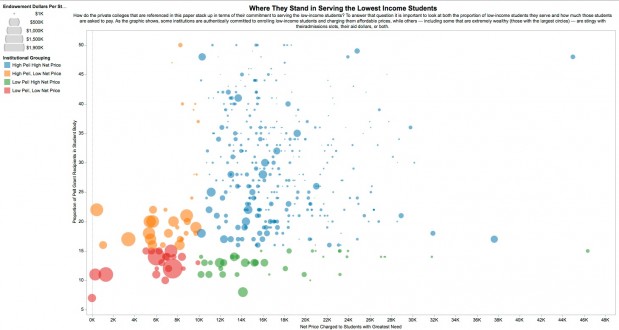 Where They Stand in Serving the Lowest Income Students
How do the private colleges that are referenced in this paper stack up in terms of their commitment to serving the low-income students? To answer that question it is important to look at both the proportion of low-income students they serve and how much those students
are asked to pay. As the graphic shows, some institutions are authentically committed to enrolling low-income students and charging them affordable prices, while others — including some that are extremely wealthy (those with the largest circles) — are stingy with
their admissions slots, their aid dollars, or both.
Endowment Dollars Per St...
$1K
$500K
$1,000K
$1,500K
$1,900K
Institutional Grouping
High Pell High Net Price
High Pell, Low Net Price
Low Pell High Net Price
Low Pell, Low Net Price
Proportion of Pell Grant Recipients in Student Body
50
45
40
35
30
25
20
15
10
5
0K 2K 4K 6K 8K 10K 12K 14K 16K 18K 20K 22K 24K 26K 28K 30K 32K 34K 36K 38K 40K 42K 44K 46K 48K
Net Price Charged to Students with Greatest Need